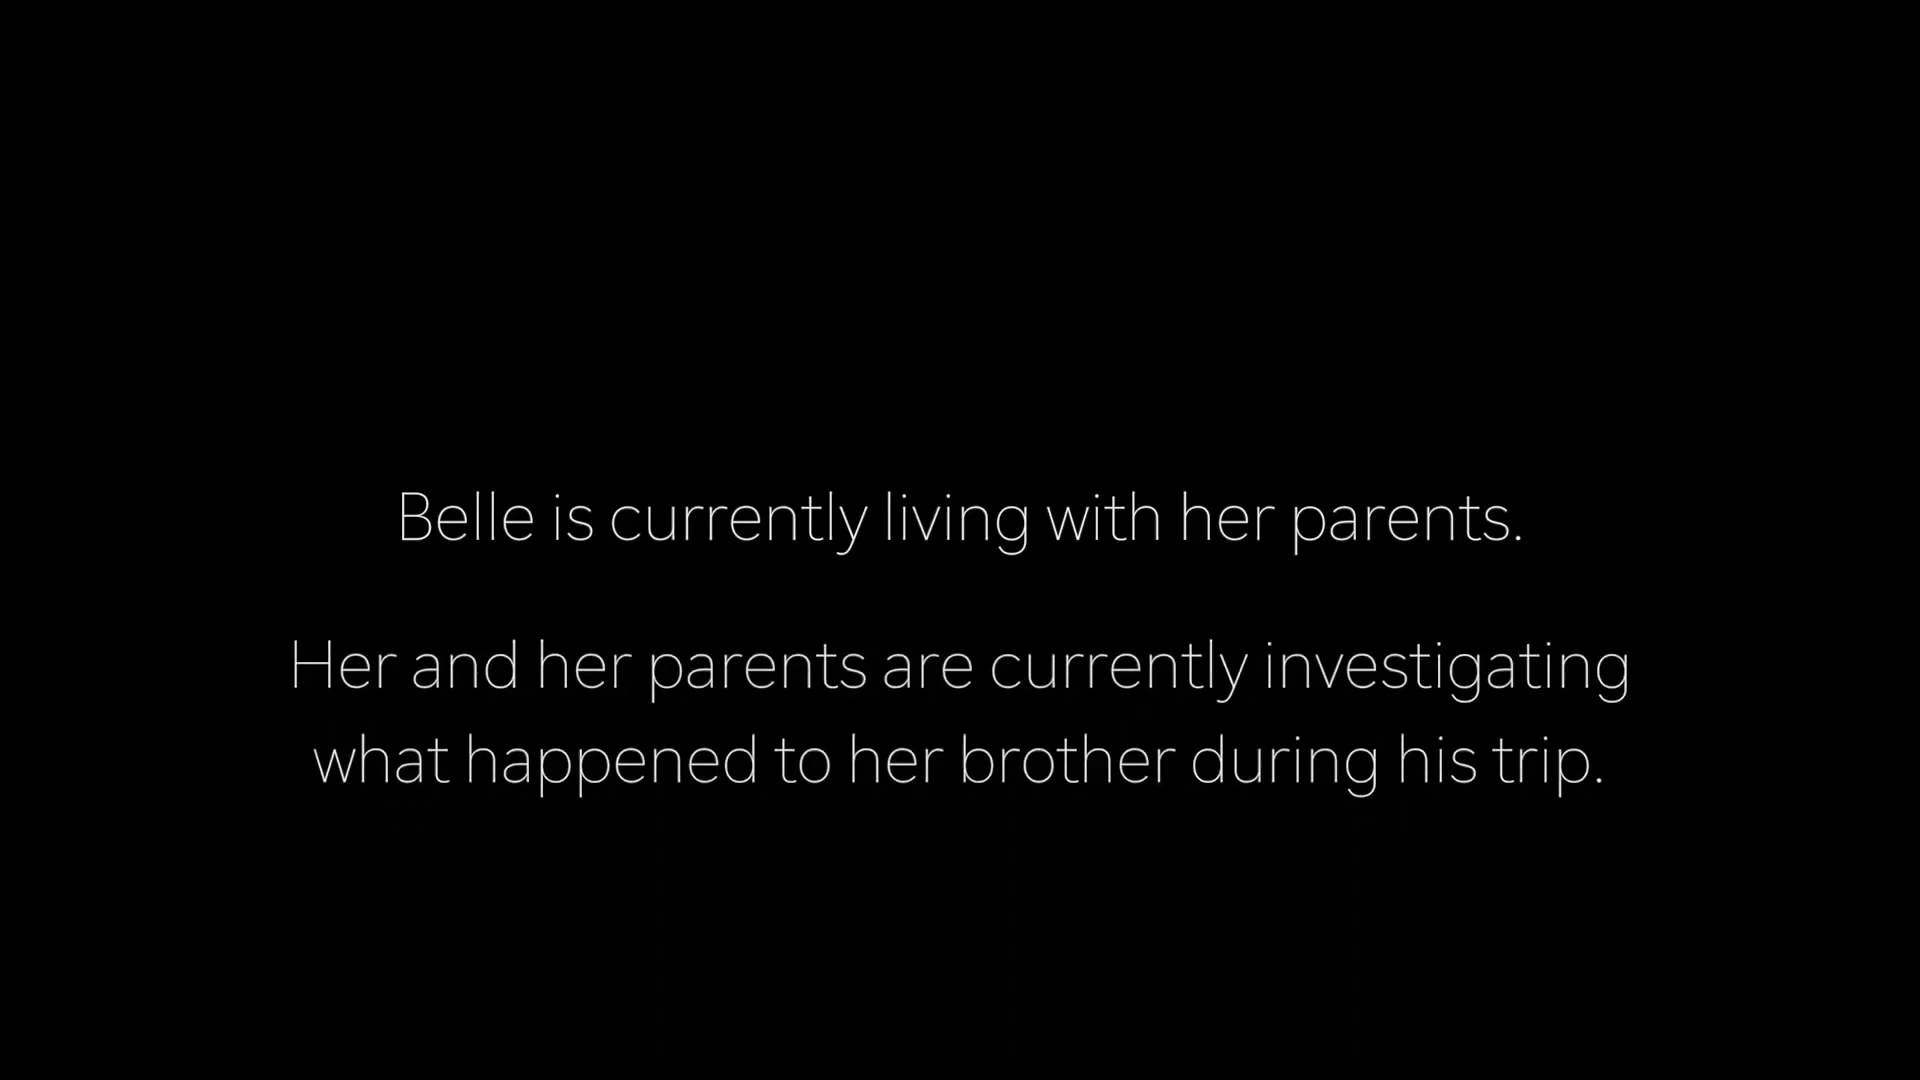 Belle is currently living with her parents.
Her and her parents are currently investigating
what happened to her brother during his trip.